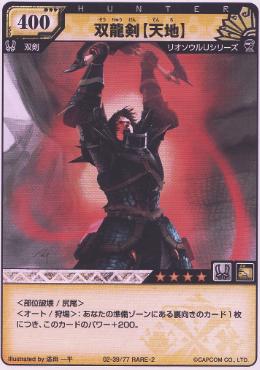 HUNTER
400
そう りゅう けん てん ち
双龍剣【天地】
双剣
リオソウルUシリーズ
<部位破壊／尻尾>
<オート／狩場>：あなたの準備ゾーンにある裏向きのカード1枚
につき、このカードのパワー+200。
Illustrated by
一平
02-39/77 RARE-2
©CAPCOM CO., LTD.